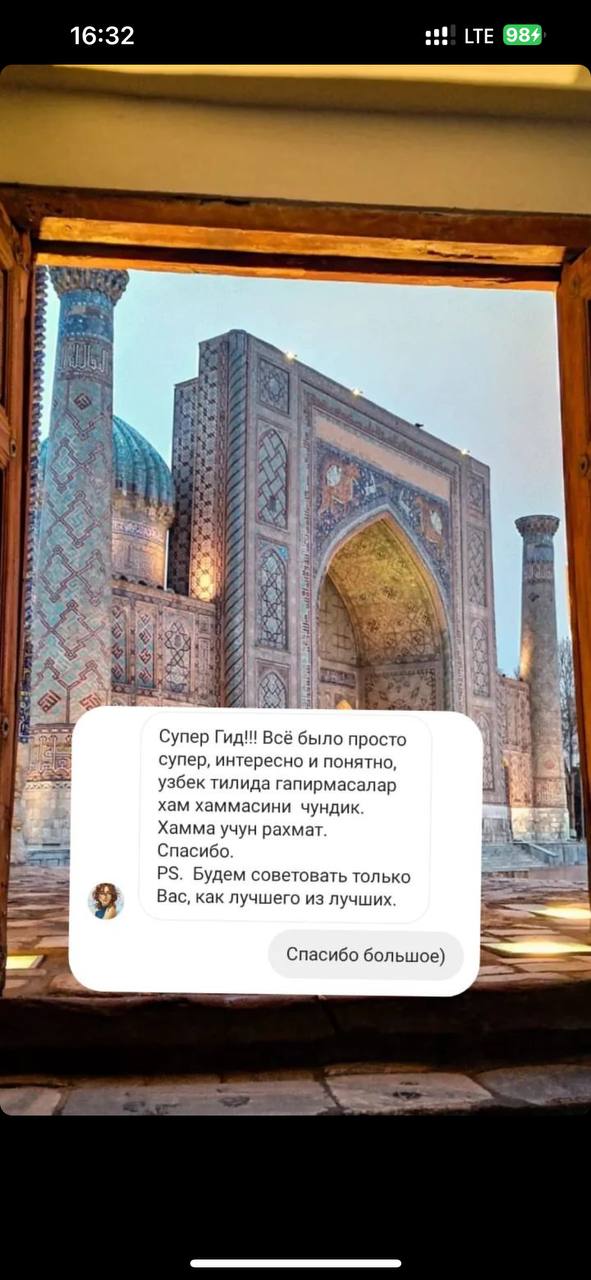 16:32
LTE 98
Супер Гид!!! Всё было просто
супер, интересно и понятно,
узбек тилида гапирмасалар
хам хаммасини чундик.
Хамма учун рахмат.
Спасибо.
PS. Будем советовать только
Вас, как лучшего из лучших.
Спасибо большое)